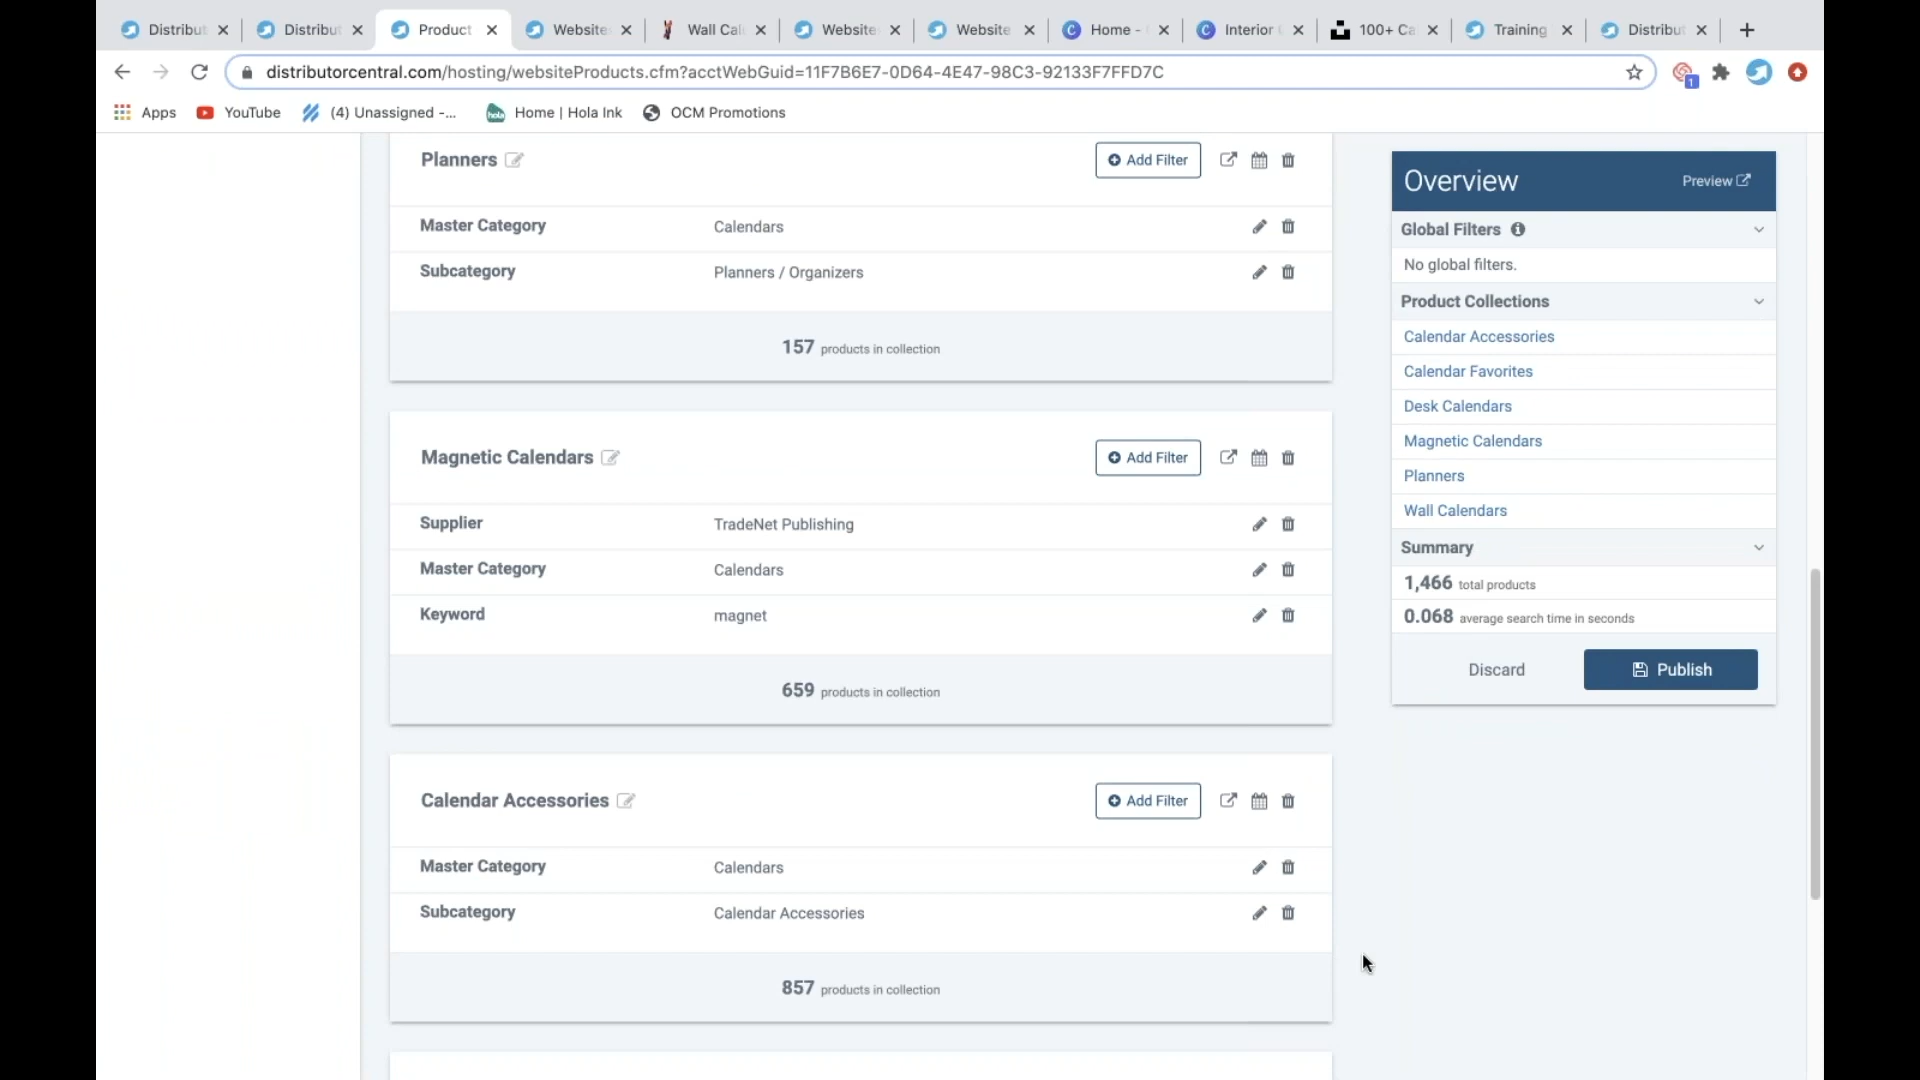 Distribut
Distribut
Product
Website
Wall Cal
Website
Website
Home -
Interior
100+ Ca
Training
Distribut
distributorcentral.com/hosting/websiteProducts.cfm?acctWebGuid=11F7B6E7-0D64-4E47-98C3-92133F7FFD7C
1
Apps
YouTube
(4) Unassigned -...
hola
Home | Hola Ink
OCM Promotions
Planners
Add Filter
Master Category Calendars
Subcategory Planners / Organizers
157 products in collection
Magnetic Calendars
Add Filter
Supplier TradeNet Publishing
Master Category Calendars
Keyword magnet
659 products in collection
Calendar Accessories
Add Filter
Master Category Calendars
Subcategory Calendar Accessories
857 products in collection
Overview
Preview
Global Filters
No global filters.
Product Collections
Calendar Accessories
Calendar Favorites
Desk Calendars
Magnetic Calendars
Planners
Wall Calendars
Summary
1,466 total products
0.068 average search time in seconds
Discard
Publish